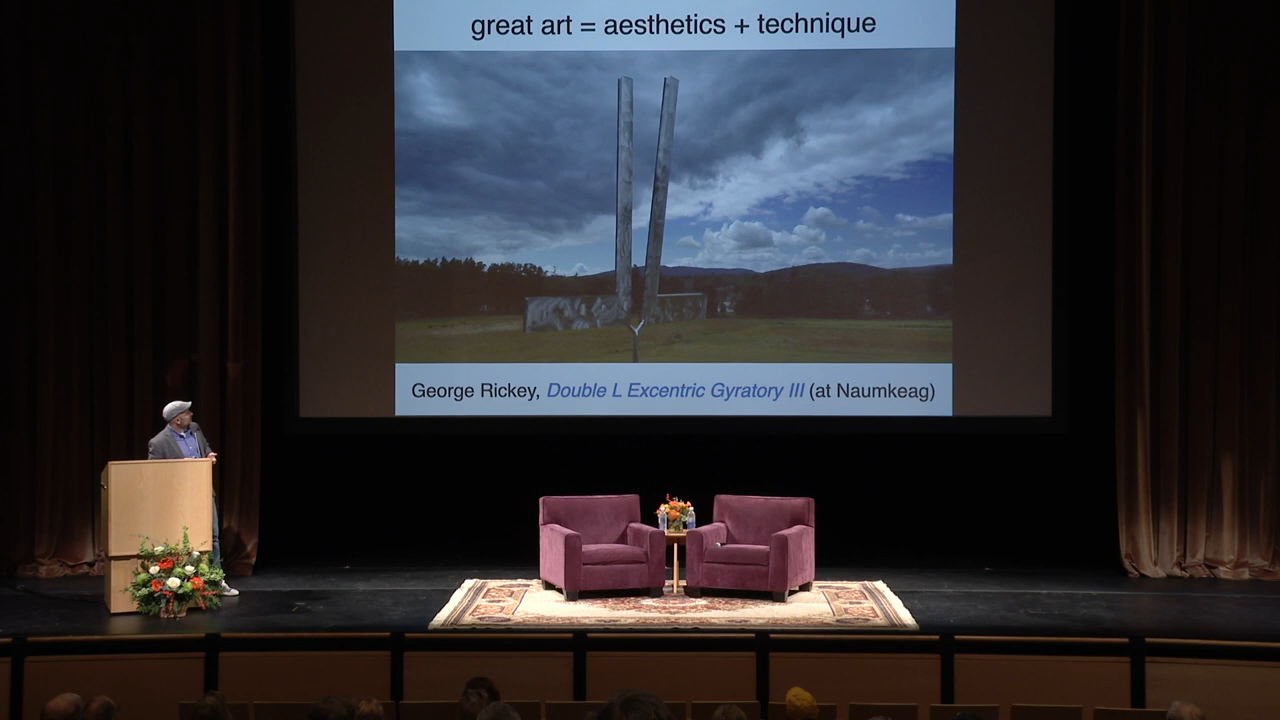 great art = aesthetics + technique
George Rickey, Double L Excentric Gyratory III (at Naumkeag)